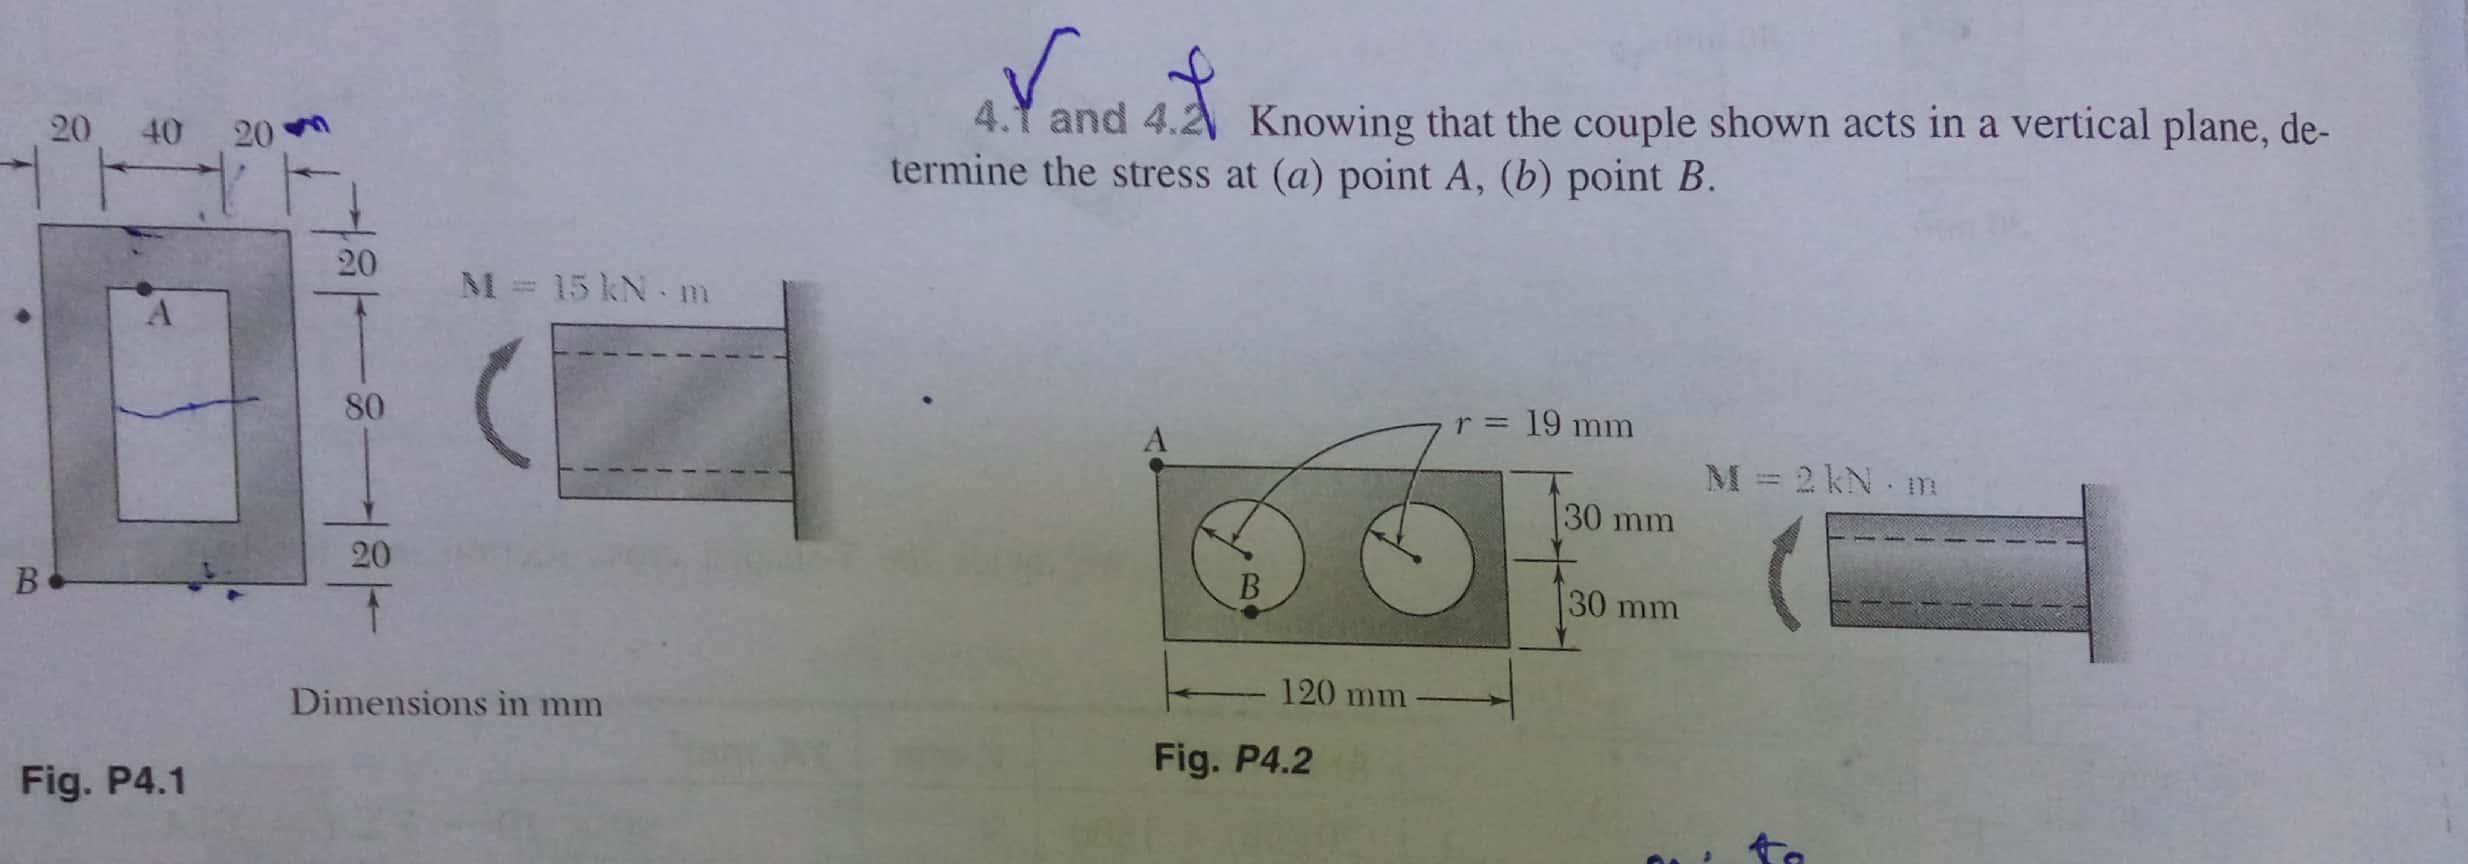 4.1 and 4.2 Knowing that the couple shown acts in a vertical plane, de-
termine the stress at (a) point A, (b) point B.
20 40 20
20
A
80
20
B
M = 15 kN · m
Dimensions in mm
Fig. P4.1
A
r = 19 mm
B
30 mm
30 mm
120 mm
M = 2 kN · m
Fig. P4.2
to